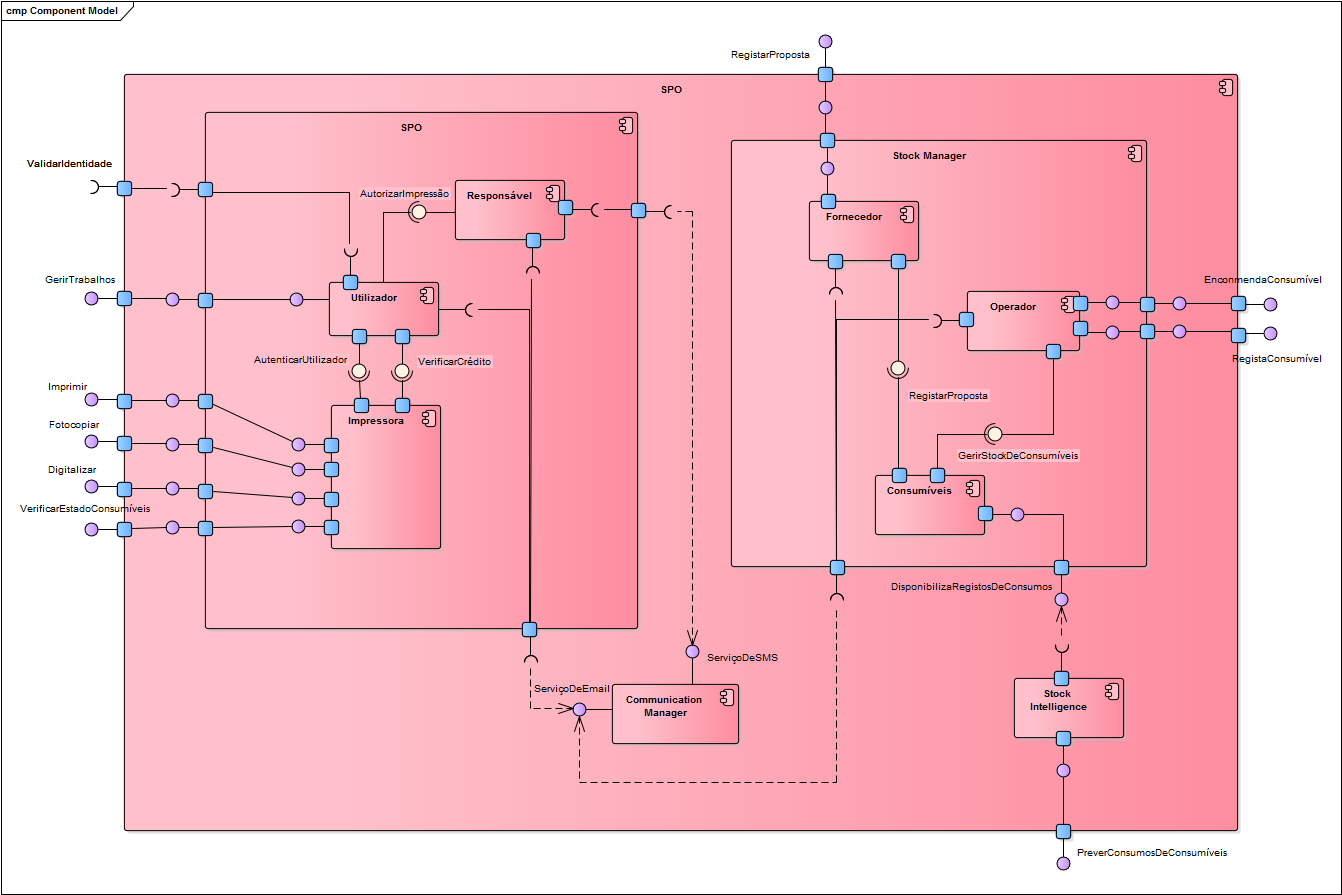 cmp Component Model
RegistarProposta
SPO
SPO
Stock Manager
ValidarIdentidade
AutorizarImpressão
Responsável
Fornecedor
GerirTrabalhos
Utilizador
EnconmendaConsumível
Operador
AutenticarUtilizador
VerificarCrédito
RegistaConsumível
Imprimir
RegistarProposta
Fotocopiar
Impressora
GerirStockDeConsumíveis
Digitalizar
Consumíveis
VerificarEstadoConsumíveis
DisponibilizaRegistosDeConsumos
ServiçoDeSMS
ServiçoDeEmail
Communication
Manager
Stock
Intelligence
PreverConsumosDeConsumíveis